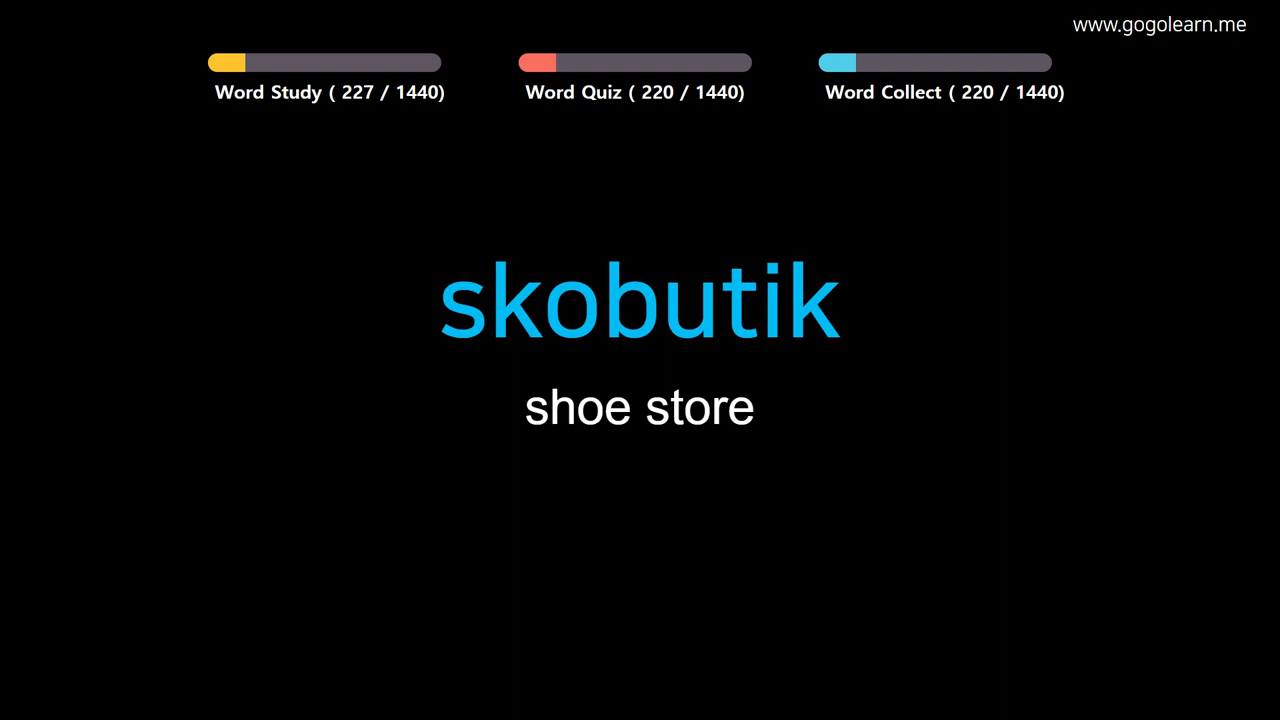 www.gogolearn.me
Word Study ( 227 / 1440)
Word Quiz ( 220 / 1440)
Word Collect ( 220 / 1440)
skobutik
shoe store